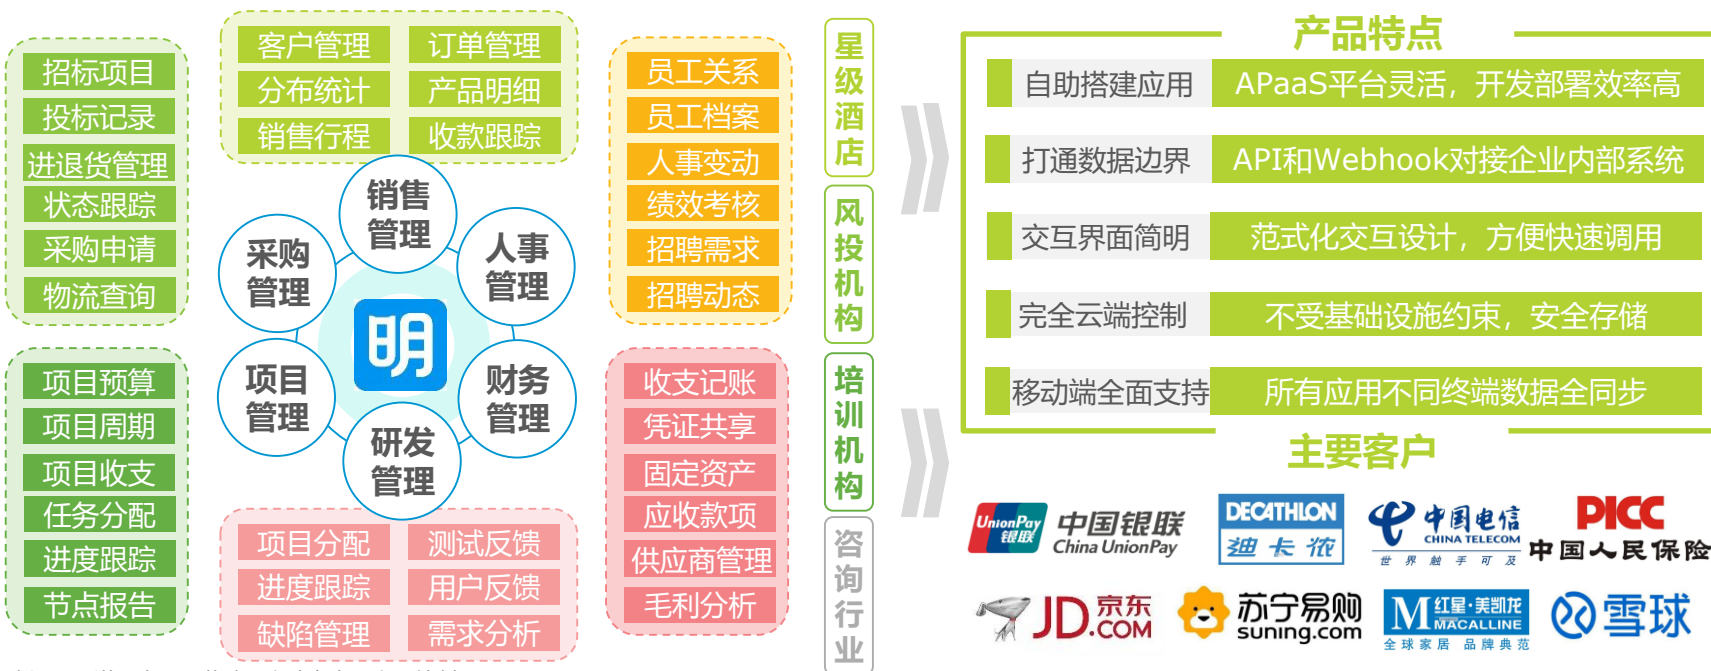 招标项目
投标记录
进退货管理
状态跟踪
采购申请
物流查询
客户管理
订单管理
分布统计
产品明细
销售行程
收款跟踪
员工关系
员工档案
人事变动
绩效考核
招聘需求
招聘动态
销售
管理
采购
管理
人事
管理
明
项目
管理
财务
管理
研发
管理
项目预算
项目周期
项目收支
任务分配
进度跟踪
节点报告
项目分配
测试反馈
进度跟踪
用户反馈
缺陷管理
需求分析
收支记账
凭证共享
固定资产
应收款项
供应商管理
毛利分析
星级酒店
风投机构
培训机构
咨询行业
产品特点
自助搭建应用
APaaS平台灵活，开发部署效率高
打通数据边界
API和Webhook对接企业内部系统
交互界面简明
范式化交互设计，方便快速调用
完全云端控制
不受基础设施约束，安全存储
移动端全面支持
所有应用不同终端数据全同步
主要客户
UnionPay
银联
中国银联
China UnionPay
DECATHLON
迪卡侬
中国电信
CHINA TELECOM
世界触手可及
PICC
中国人民保险
JD 京东
.COM
苏宁易购
suning.com
M 红星·美凯龙
MACALLINE
全球家居 品牌典范
雪球